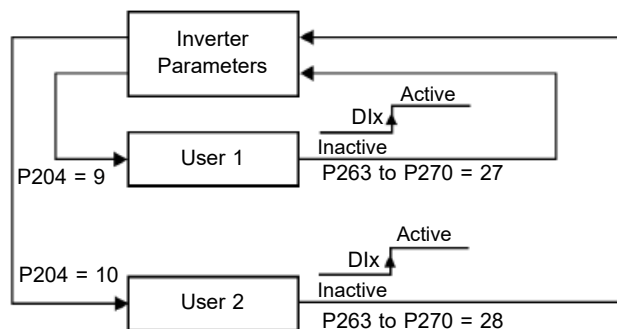 Inverter
Parameters
Active
DIx
User 1
Inactive
P204 = 9
P263 to P270 = 27
Active
DIx
P204 = 10
User 2
Inactive
P263 to P270 = 28